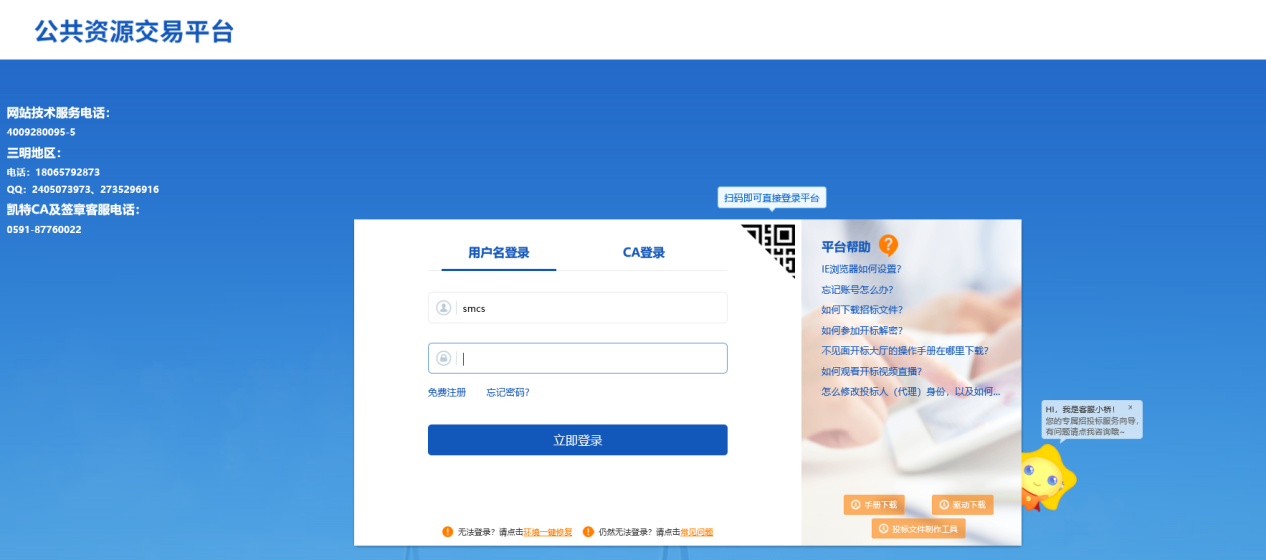 公共资源交易平台
网站技术服务电话：
4009280095-5
三明地区：
电话：18065792873
QQ：2405073973、2735296916
凯特CA及签章客服电话：
0591-87760022
扫码即可直接登录平台
用户名登录
CA登录
smcs
免费注册
忘记密码?
立即登录
无法登录？请点击环境一键修复
仍然无法登录？请点击常见问题
平台帮助
IE浏览器如何设置?
忘记账号怎么办?
如何下载招标文件?
如何参加开标解密?
不见面开标大厅的操作手册在哪里下载?
如何观看开标视频直播?
怎么修改投标人（代理）身份，以及如何...
手册下载
驱动下载
投标文件制作工具
HI，我是客服小桥！
x
您的专属招投标服务向导，
有问题请点我咨询哦~